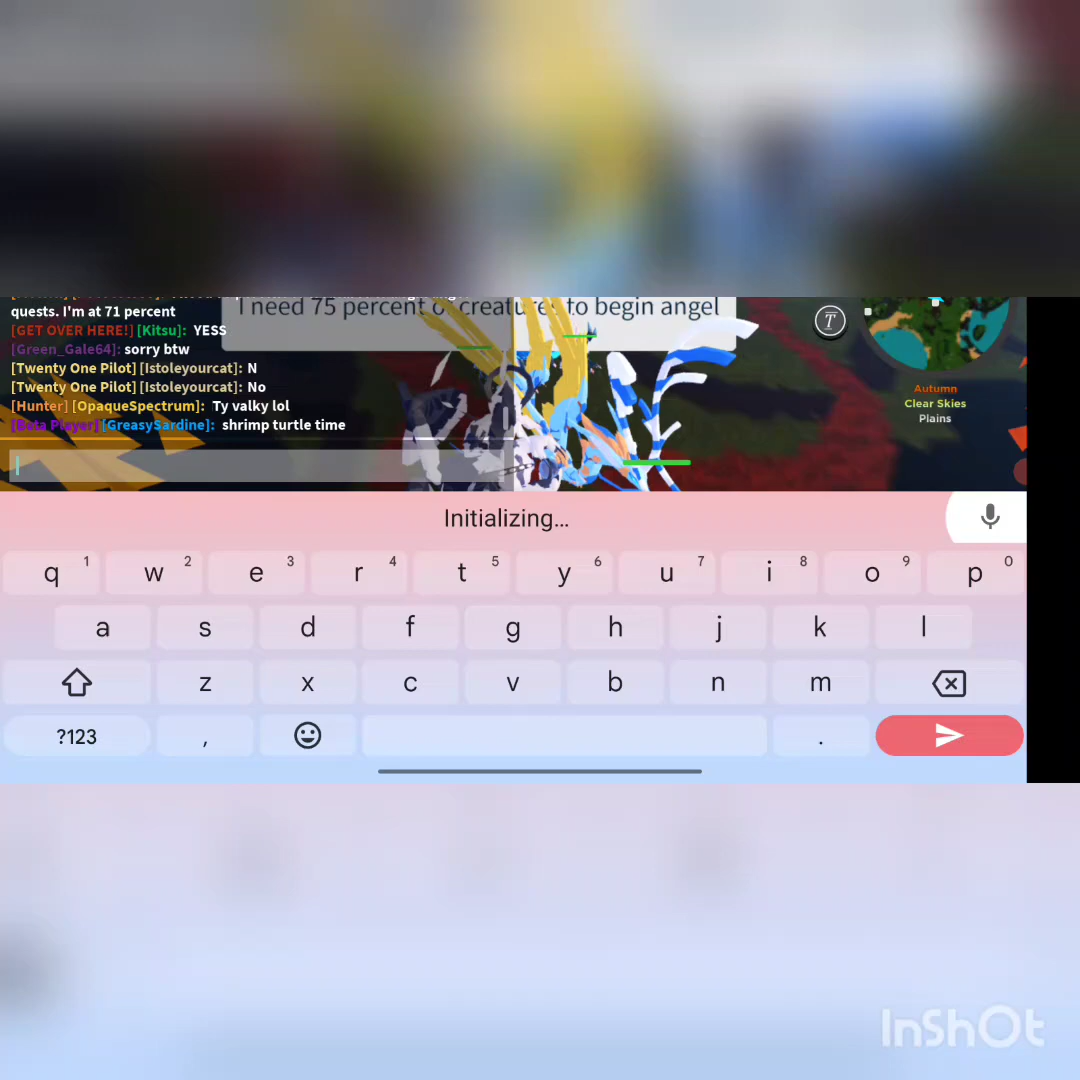 quests. I'm at 71 percent
I need 75 percent of creatures to begin angel
[GET OVER HERE!] [Kitsu]: YESS
[Green_Gale64]: sorry btw
[Twenty One Pilot] [Istoleyourcat]: N
[Twenty One Pilot] [Istoleyourcat]: No
[Hunter] [OpaqueSpectrum]: Ty valky lol
[Beta Player] [GreasySardine]: shrimp turtle time
T
Autumn
Clear Skies
Plains
Initializing...
q 1 w 2 e 3 r 4 t 5 y 6 u 7 i 8 o 9 p 0
a s d f g h j k l
z x c v b n m
?123 , .
InShOt